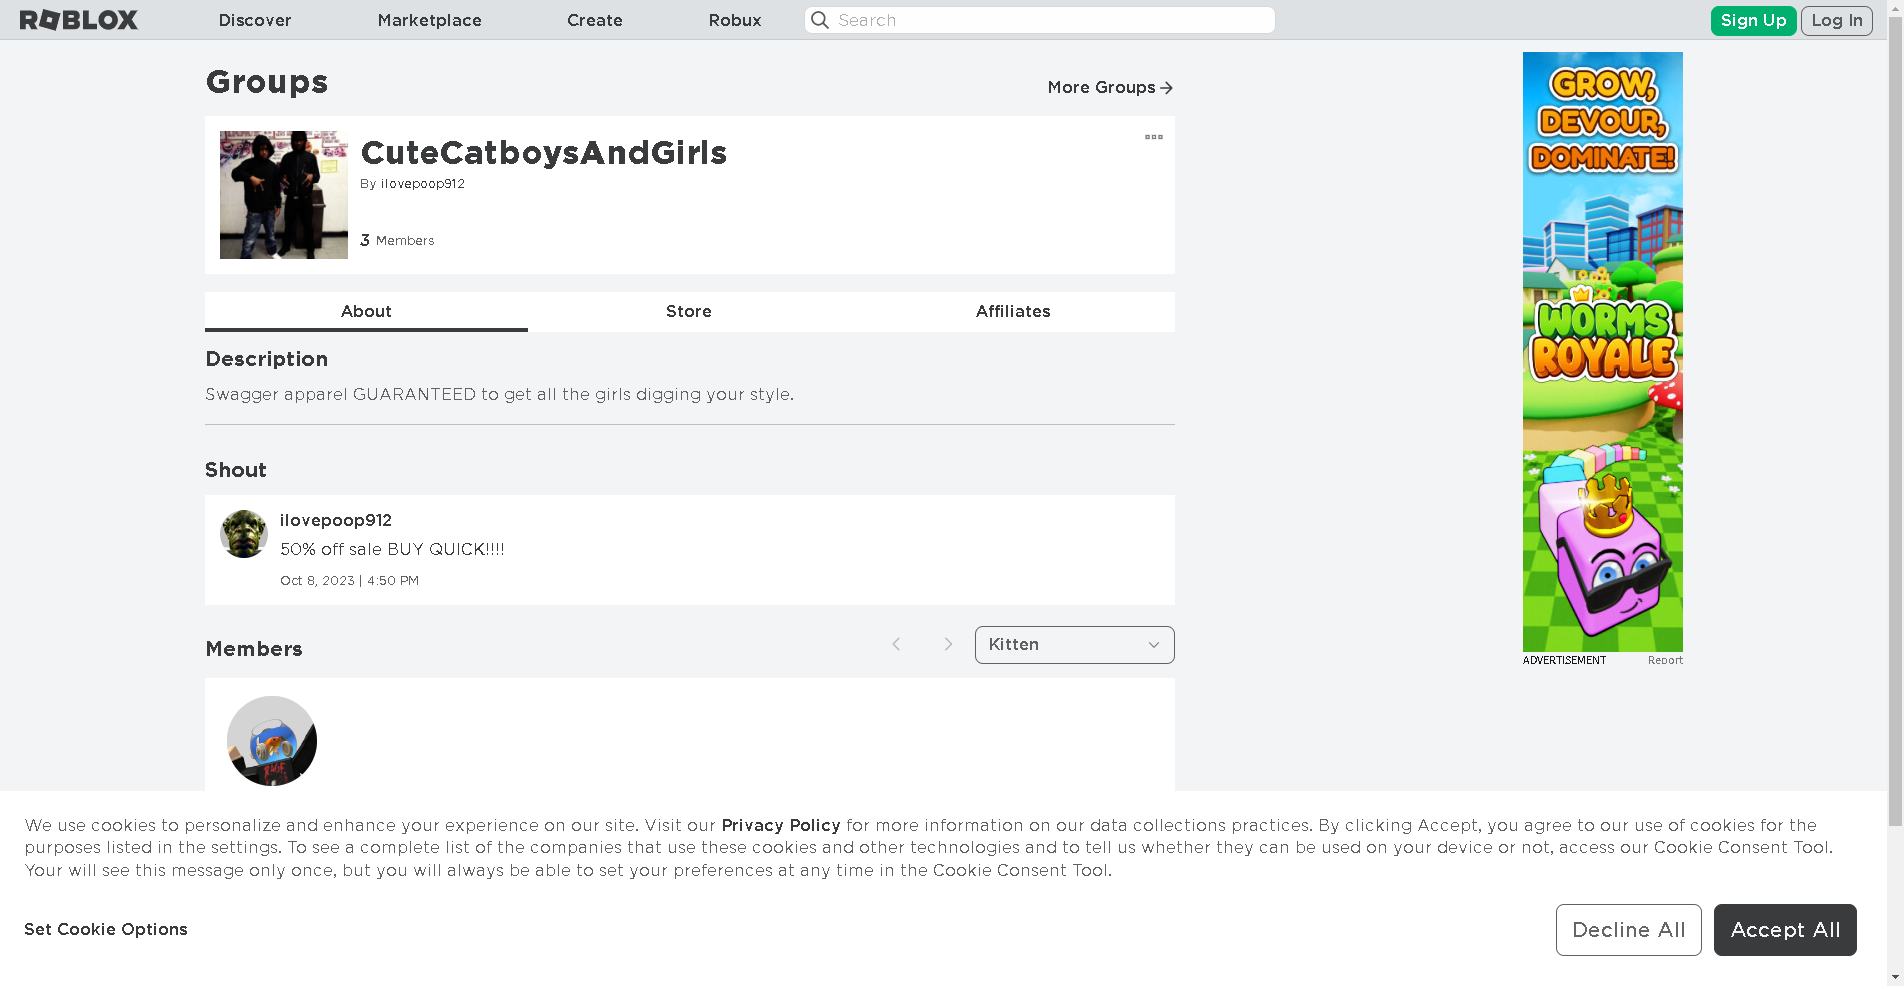 ROBLOX Discover Marketplace Create Robux Search Sign Up Log In
Groups
More Groups
CuteCatboysAndGirls
By ilovepoop912
3 Members
About Store Affiliates
Description
Swagger apparel GUARANTEED to get all the girls digging your style.
Shout
ilovepoop912
50% off sale BUY QUICK!!!!
Oct 8, 2023 | 4:50 PM
Members
Kitten
GROW,
DEVOUR,
DOMINATE!
WORMS
ROYALE
ADVERTISEMENT Report
We use cookies to personalize and enhance your experience on our site. Visit our Privacy Policy for more information on our data collections practices. By clicking Accept, you agree to our use of cookies for the
purposes listed in the settings. To see a complete list of the companies that use these cookies and other technologies and to tell us whether they can be used on your device or not, access our Cookie Consent Tool.
Your will see this message only once, but you will always be able to set your preferences at any time in the Cookie Consent Tool.
Set Cookie Options
Decline All
Accept All